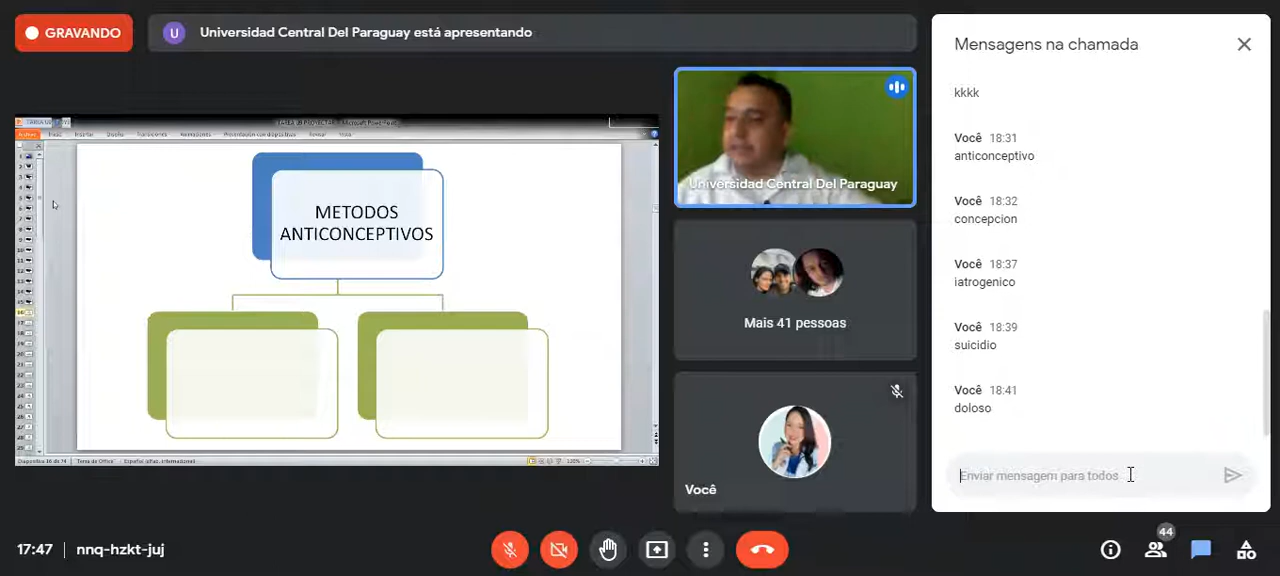 GRAVANDO
U
Universidad Central Del Paraguay está apresentando
METODOS
ANTICONCEPTIVOS
Universidad Central Del Paraguay
Mais 41 pessoas
Você
Mensagens na chamada
kkkk
Você 18:31
anticonceptivo
Você 18:32
concepcion
Você 18:37
iatrogenico
Você 18:39
suicidio
Você 18:41
doloso
Enviar mensagem para todos
17:47
nnq-hzkt-juj
44